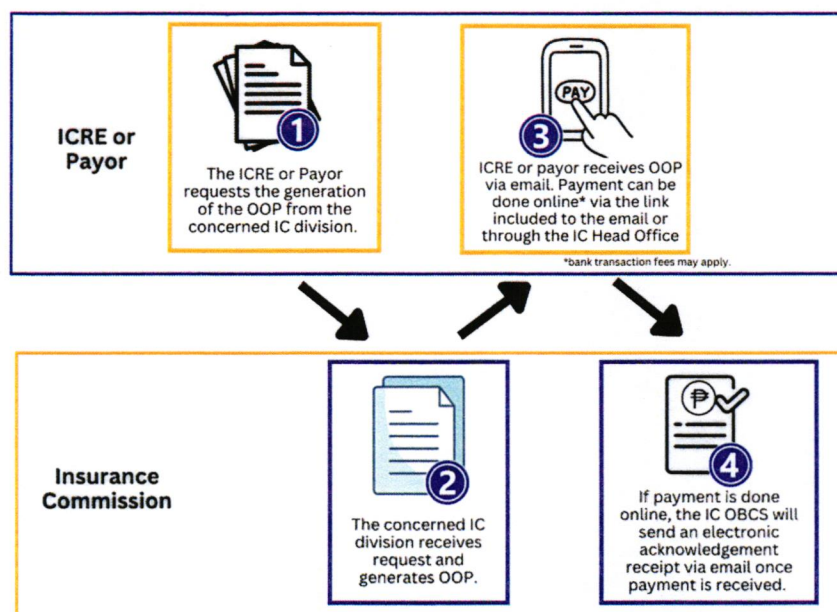 ICRE or
Payor
1
The ICRE or Payor
requests the generation
of the OOP from the
concerned IC division.
PAY
3
ICRE or payor receives OOP
via email. Payment can be
done online* via the link
included to the email or
through the IC Head Office
*bank transaction fees may apply.
Insurance
Commission
2
The concerned IC
division receives
request and
generates OOP.
₱
4
If payment is done
online, the IC OBCS will
send an electronic
acknowledgement
receipt via email once
payment is received.